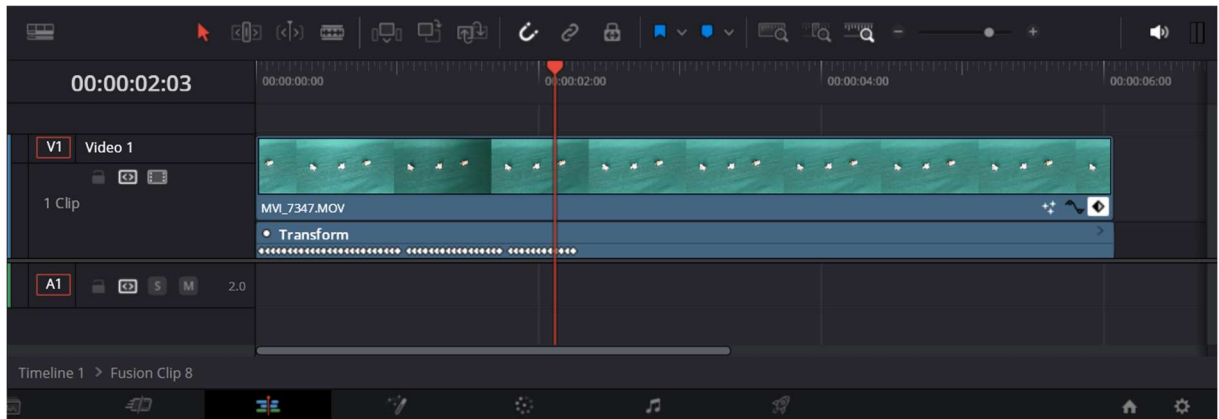 00:00:02:03
00:00:00:00
00:00:02:00
00:00:04:00
00:00:06:00
V1 Video 1
1 Clip
MVI_7347.MOV
Transform
A1 S M 2.0
Timeline 1 > Fusion Clip 8